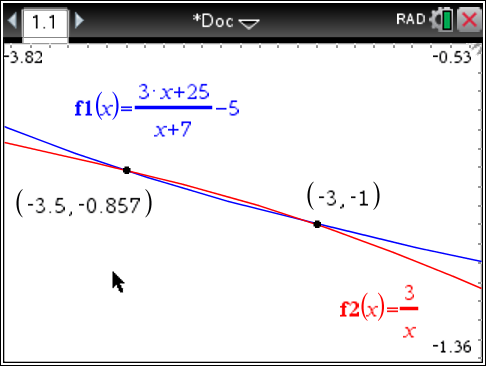 1.1 *Doc RAD
-3.82 -0.53
f1(x)=(3·x+25)/(x+7)-5
(-3.5,-0.857) (-3,-1)
f2(x)=3/x
-1.36